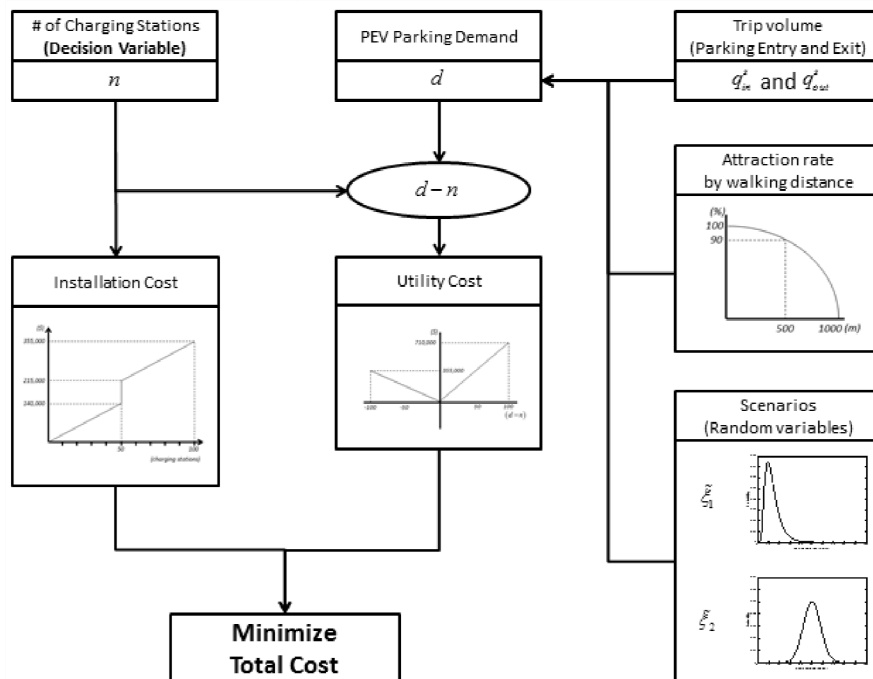 # of Charging Stations
(Decision Variable)
n
PEV Parking Demand
d
Trip volume
(Parking Entry and Exit)
d − n
Attraction rate
by walking distance
(%)
100
90
500
1000 (m)
Installation Cost
($)
355,000
215,000
140,000
50
100
(charging stations)
Utility Cost
($)
710,000
355,000
-100
-50
50
100
(d − n)
Scenarios
(Random variables)
Minimize
Total Cost